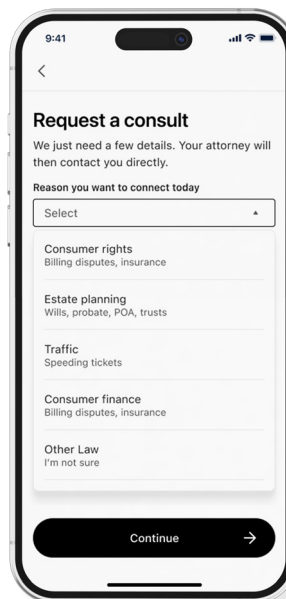 9:41
Request a consult
We just need a few details. Your attorney will
then contact you directly.
Reason you want to connect today
Select
Consumer rights
Billing disputes, insurance
Estate planning
Wills, probate, POA, trusts
Traffic
Speeding tickets
Consumer finance
Billing disputes, insurance
Other Law
I'm not sure
Continue